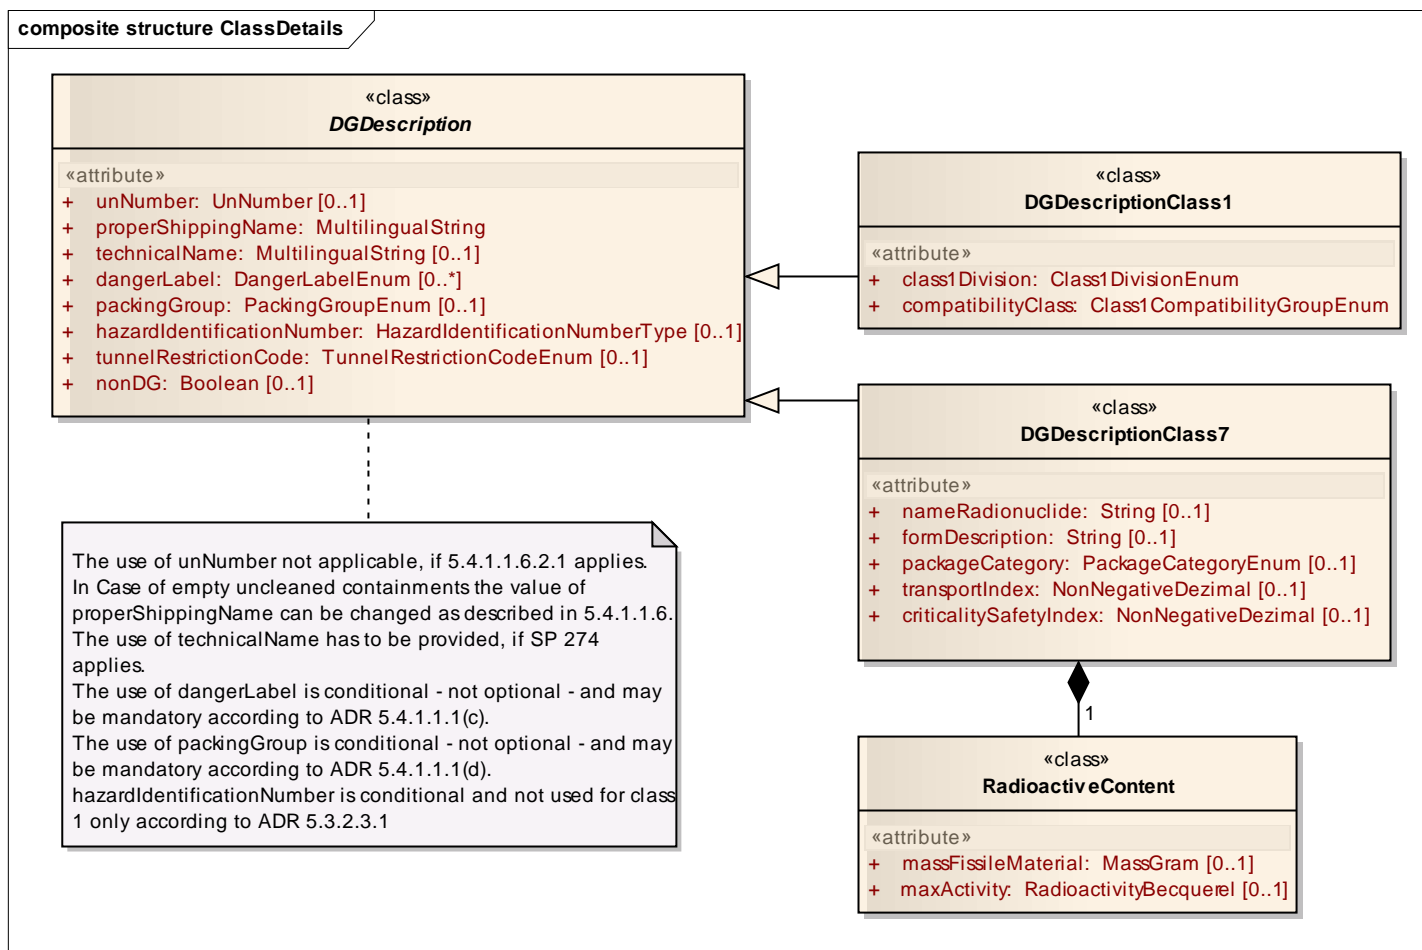 composite structure ClassDetails
«class»
DGDescription
«attribute»
+ unNumber: UnNumber [0..1]
+ properShippingName: MultilingualString
+ technicalName: MultilingualString [0..1]
+ dangerLabel: DangerLabelEnum [0..*]
+ packingGroup: PackingGroupEnum [0..1]
+ hazardIdentificationNumber: HazardIdentificationNumberType [0..1]
+ tunnelRestrictionCode: TunnelRestrictionCodeEnum [0..1]
+ nonDG: Boolean [0..1]
«class»
DGDescriptionClass1
«attribute»
+ class1Division: Class1DivisionEnum
+ compatibilityClass: Class1CompatibilityGroupEnum
«class»
DGDescriptionClass7
«attribute»
+ nameRadionuclide: String [0..1]
+ formDescription: String [0..1]
+ packageCategory: PackageCategoryEnum [0..1]
+ transportIndex: NonNegativeDezimal [0..1]
+ criticalitySafetyIndex: NonNegativeDezimal [0..1]
The use of unNumber not applicable, if 5.4.1.1.6.2.1 applies.
In Case of empty uncleaned containments the value of
properShippingName can be changed as described in 5.4.1.1.6.
The use of technicalName has to be provided, if SP 274
applies.
The use of dangerLabel is conditional - not optional - and may
be mandatory according to ADR 5.4.1.1.1(c).
The use of packingGroup is conditional - not optional - and may
be mandatory according to ADR 5.4.1.1.1(d).
hazardIdentificationNumber is conditional and not used for class
1 only according to ADR 5.3.2.3.1
1
«class»
RadioactiveContent
«attribute»
+ massFissileMaterial: MassGram [0..1]
+ maxActivity: RadioactivityBecquerel [0..1]